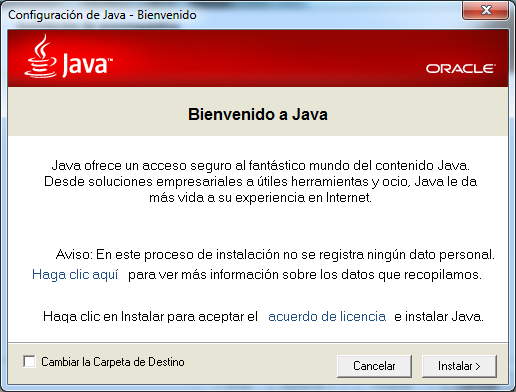 Configuración de Java - Bienvenido
Java™
ORACLE®
Bienvenido a Java
Java ofrece un acceso seguro al fantástico mundo del contenido Java.
Desde soluciones empresariales a útiles herramientas y ocio, Java le da
más vida a su experiencia en Internet.
Aviso: En este proceso de instalación no se registra ningún dato personal.
Haga clic aquí para ver más información sobre los datos que recopilamos.
Haga clic en Instalar para aceptar el acuerdo de licencia e instalar Java.
Cambiar la Carpeta de Destino
Cancelar
Instalar >